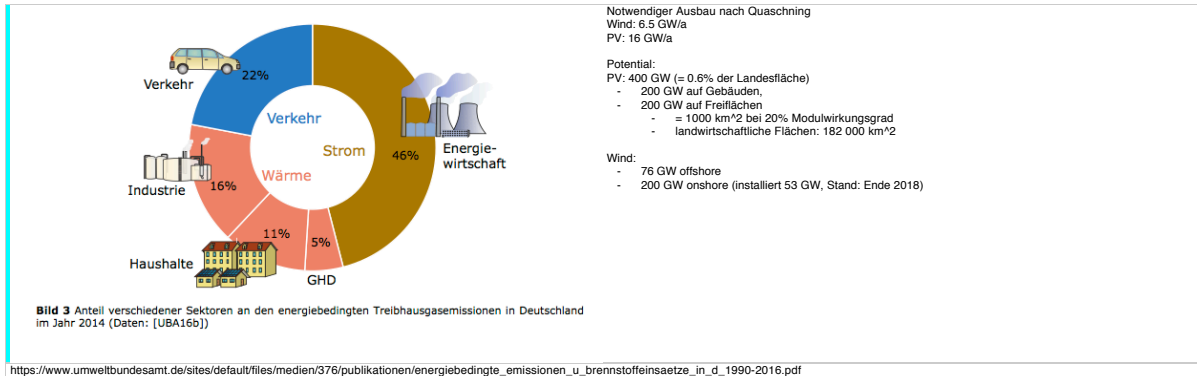 Verkehr
22%
Verkehr
Strom
46%
Energie-
wirtschaft
Wärme
Industrie
16%
11%
5%
Haushalte
GHD
Bild 3 Anteil verschiedener Sektoren an den energiebedingten Treibhausgasemissionen in Deutschland
im Jahr 2014 (Daten: [UBA16b])
Notwendiger Ausbau nach Quaschning
Wind: 6.5 GW/a
PV: 16 GW/a
Potential:
PV: 400 GW (= 0.6% der Landesfläche)
- 200 GW auf Gebäuden,
- 200 GW auf Freiflächen
- = 1000 km^2 bei 20% Modulwirkungsgrad
- landwirtschaftliche Flächen: 182 000 km^2
Wind:
- 76 GW offshore
- 200 GW onshore (installiert 53 GW, Stand: Ende 2018)
https://www.umweltbundesamt.de/sites/default/files/medien/376/publikationen/energiebedingte_emissionen_u_brennstoffeinsaetze_in_d_1990-2016.pdf